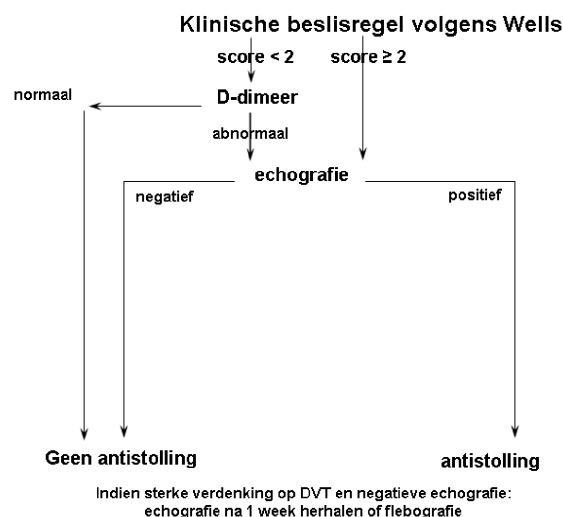 Klinische beslisregel volgens Wells
score < 2 score ≥ 2
D-dimeer
normaal
abnormaal
echografie
negatief positief
Geen antistolling antistolling
Indien sterke verdenking op DVT en negatieve echografie:
echografie na 1 week herhalen of flebografie